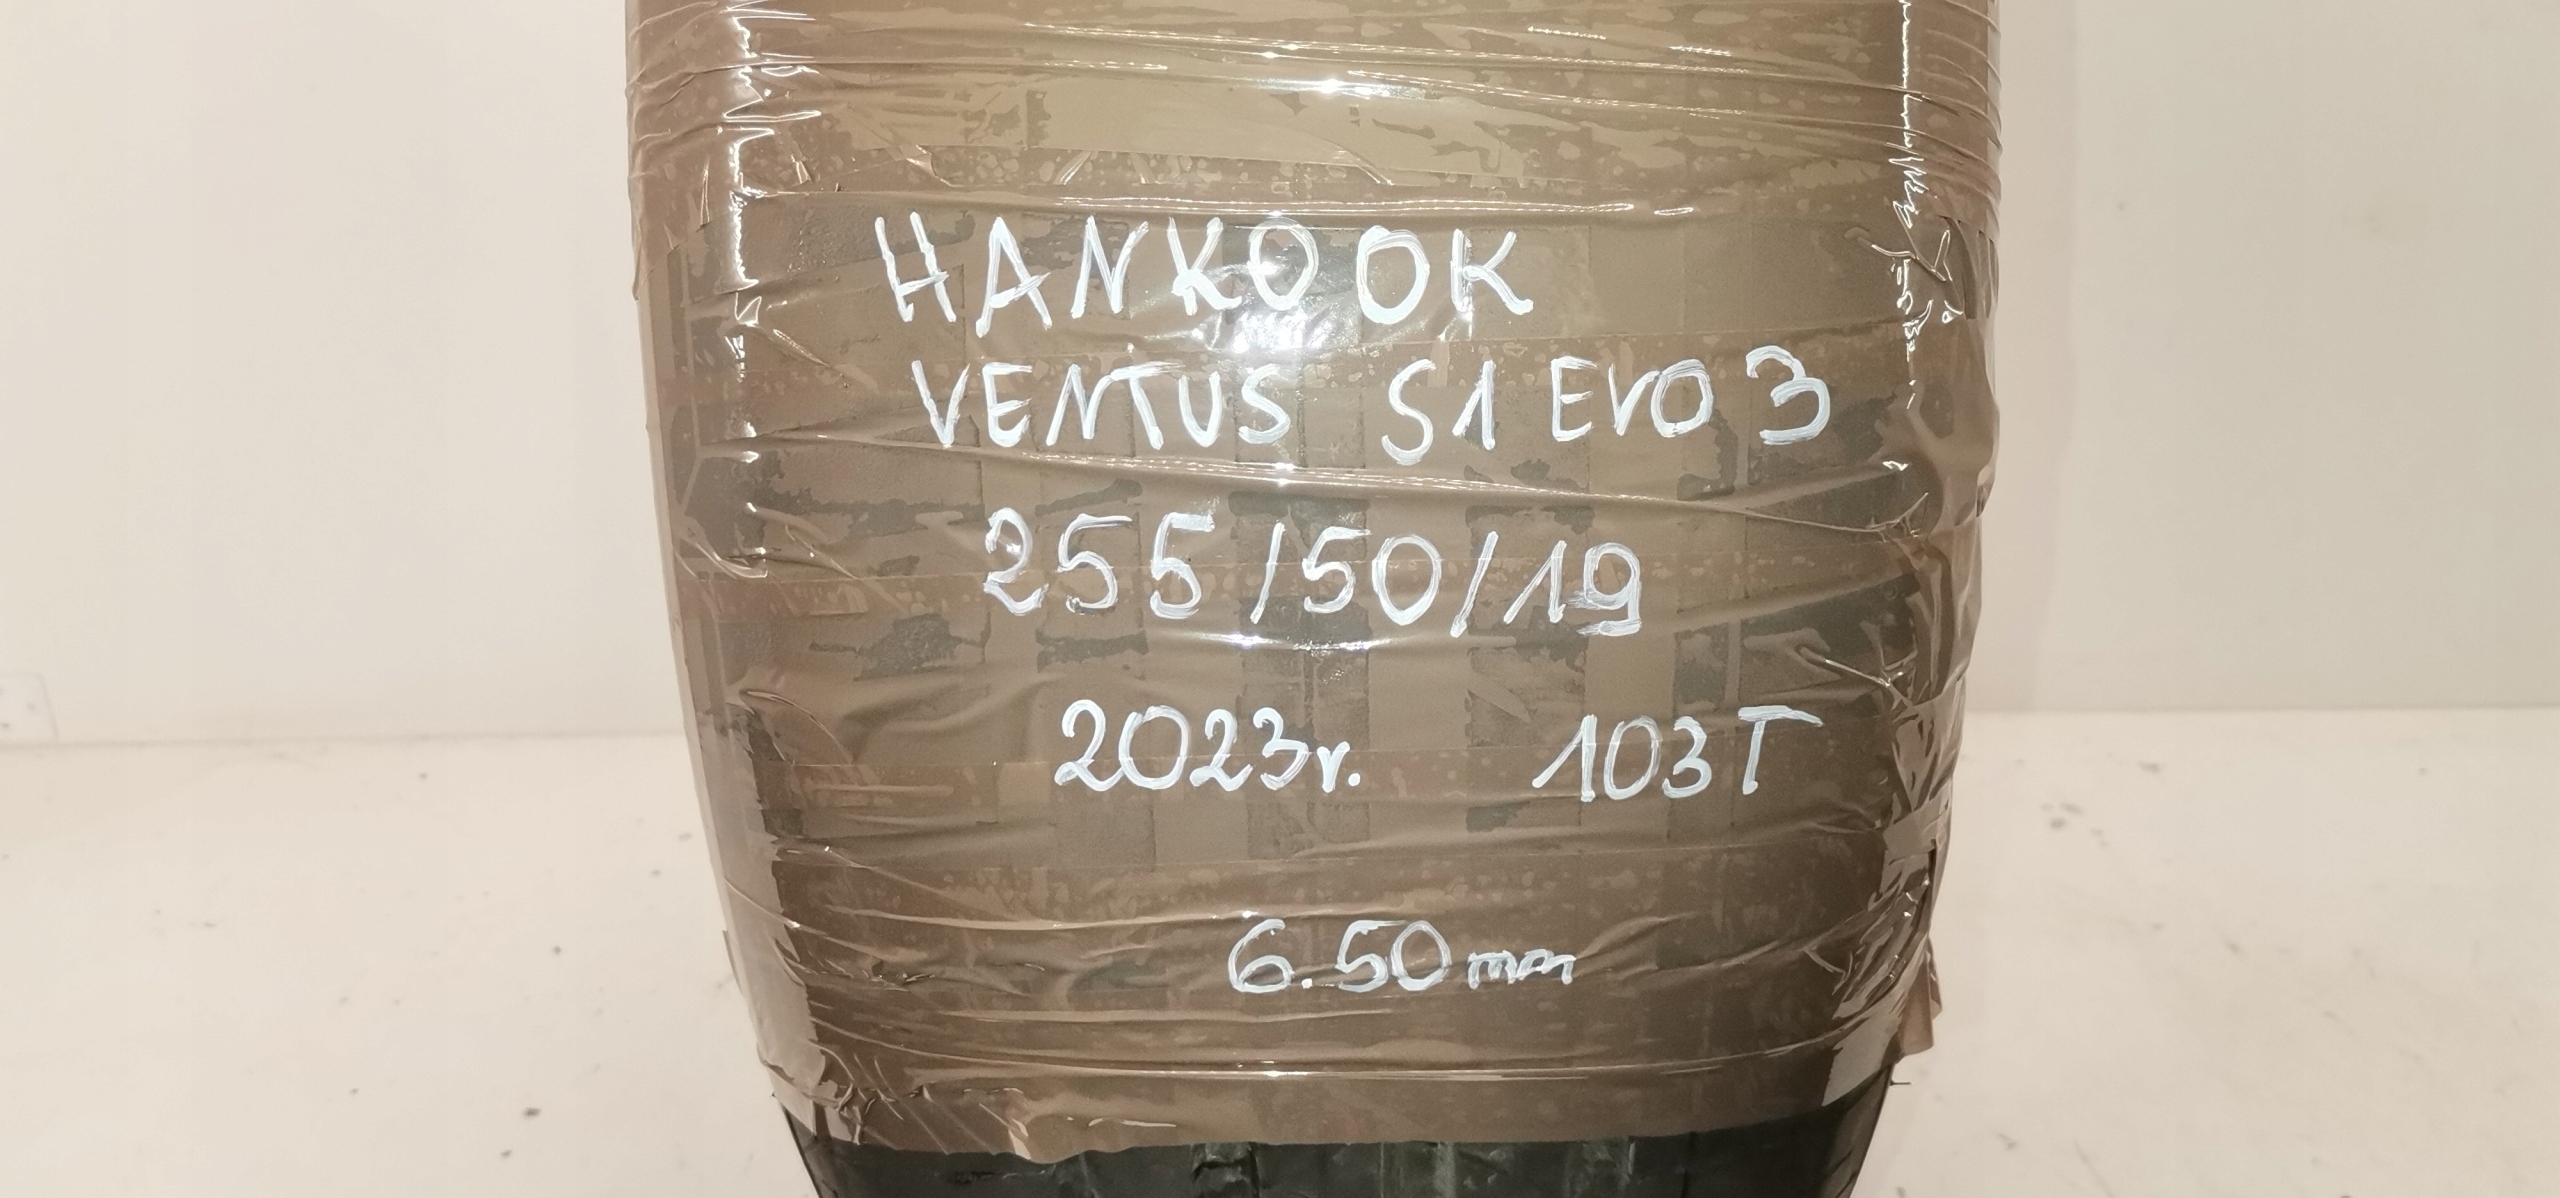 HANKOOK
VENTUS S1 EVO 3
255/50/19
2023r. 103T
6.50mm